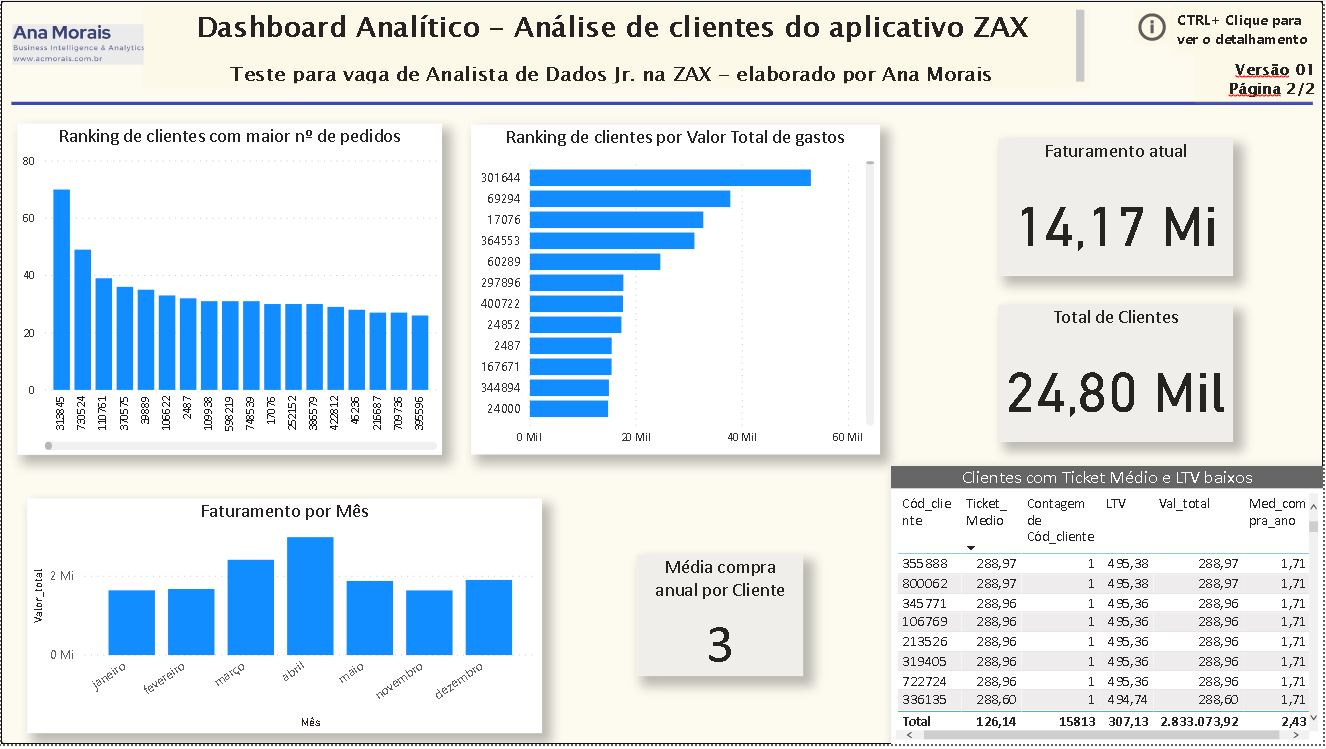 Ana Morais
Business Intelligence & Analytics
www.acmorais.com.br
Dashboard Analítico – Análise de clientes do aplicativo ZAX
Teste para vaga de Analista de Dados Jr. na ZAX – elaborado por Ana Morais
CTRL+ Clique para
ver o detalhamento
Versão 01
Página 2/2
Ranking de clientes com maior nº de pedidos
80
60
40
20
0
313845
730524
110761
370575
39889
106622
2487
109938
598219
748539
17076
252152
386579
422812
45236
216687
709736
395596
Ranking de clientes por Valor Total de gastos
301644
69294
17076
364553
60289
297896
400722
24852
2487
167671
344894
24000
0 Mil 20 Mil 40 Mil 60 Mil
Faturamento atual
14,17 Mi
Total de Clientes
24,80 Mil
Faturamento por Mês
Valor_total
2 Mi
0 Mi
janeiro fevereiro março abril maio novembro dezembro
Mês
Média compra
anual por Cliente
3
Clientes com Ticket Médio e LTV baixos
Cód_clie Ticket_ Contagem LTV Val_total Med_com
nte Medio de pra_ano
Cód_cliente
355888 288,97 1 495,38 288,97 1,71
800062 288,97 1 495,38 288,97 1,71
345771 288,96 1 495,36 288,96 1,71
106769 288,96 1 495,36 288,96 1,71
213526 288,96 1 495,36 288,96 1,71
319405 288,96 1 495,36 288,96 1,71
722724 288,96 1 495,36 288,96 1,71
336135 288,60 1 494,74 288,60 1,71
Total 126,14 15813 307,13 2.833.073,92 2,43